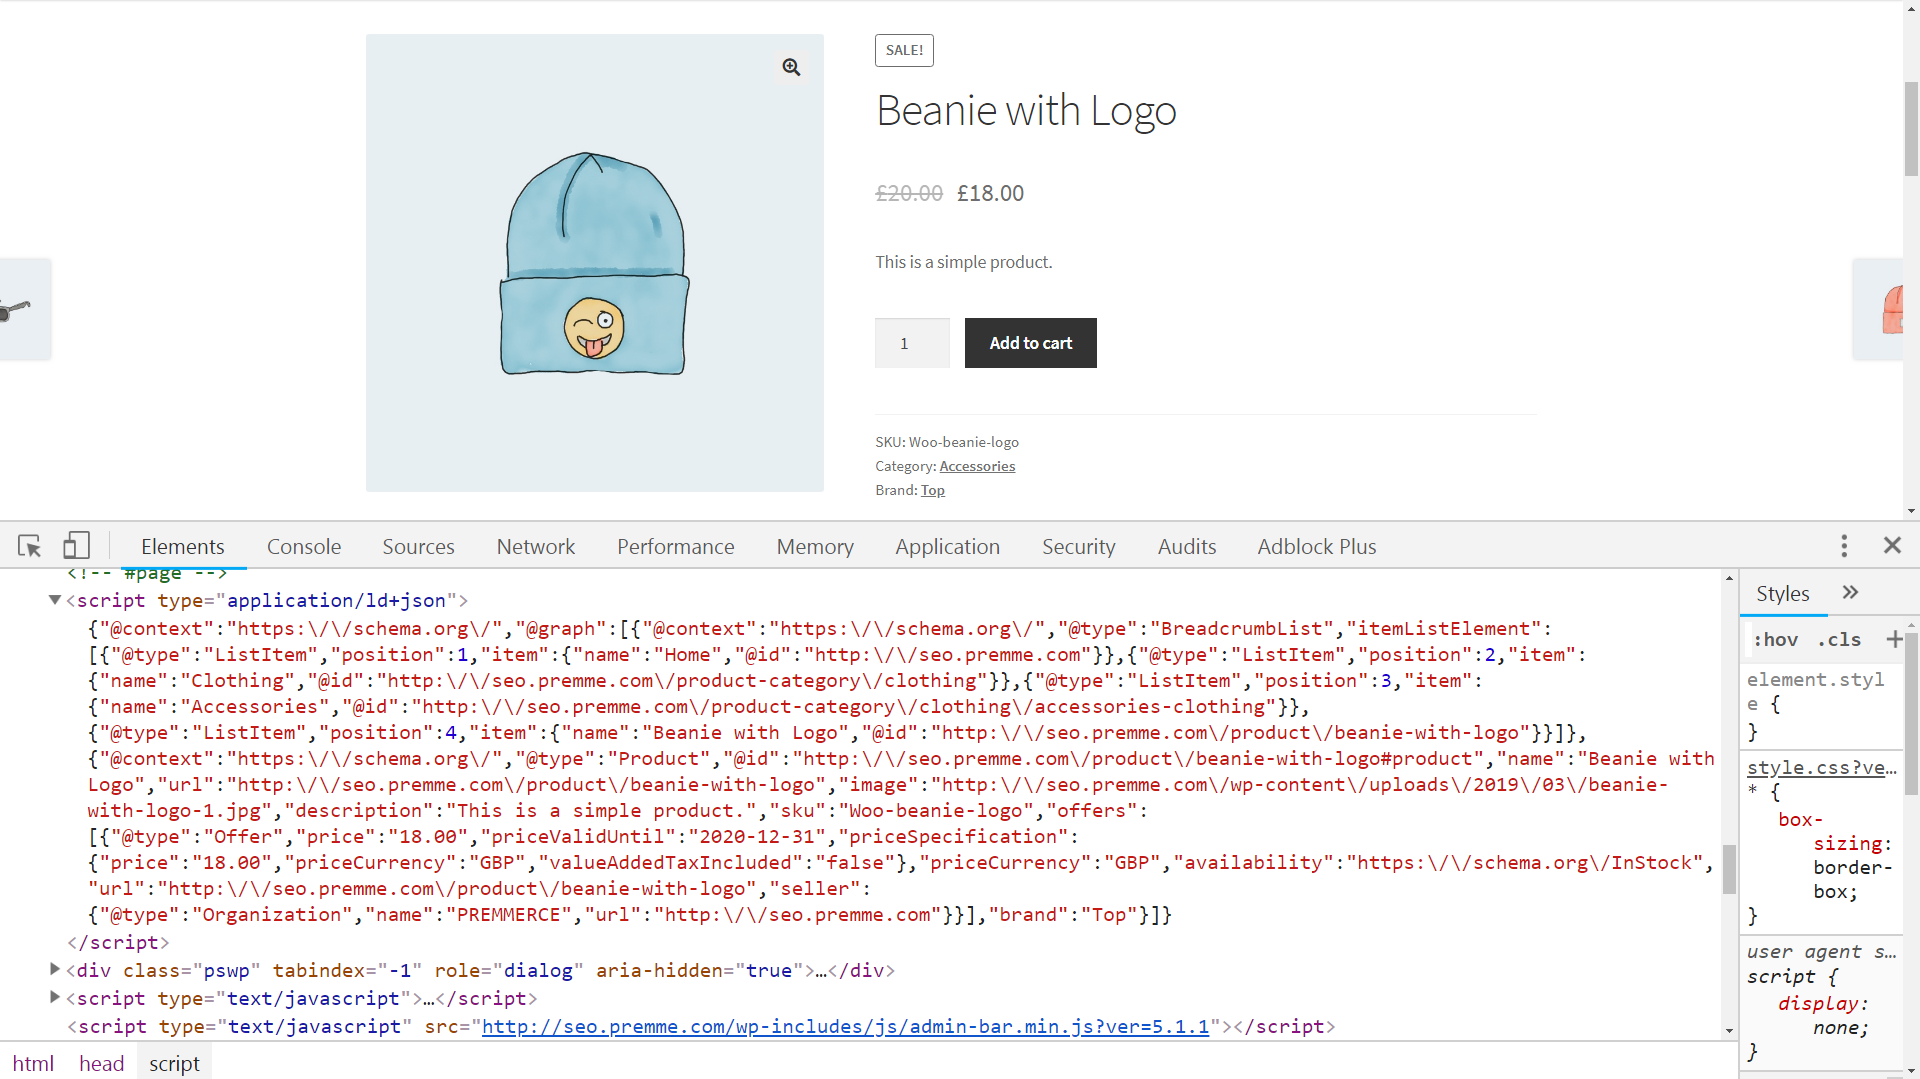 SALE!
Beanie with Logo
£20.00 £18.00
This is a simple product.
1 Add to cart
SKU: Woo-beanie-logo
Category: Accessories
Brand: Top
Elements Console Sources Network Performance Memory Application Security Audits Adblock Plus
<!-- #page -->
<script type="application/ld+json">
{"@context":"https:\/\/schema.org\/","@graph":[{"@context":"https:\/\/schema.org\/","@type":"BreadcrumbList","itemListElement":
[{"@type":"ListItem","position":1,"item":{"name":"Home","@id":"http:\/\/seo.premme.com"}},{"@type":"ListItem","position":2,"item":
{"name":"Clothing","@id":"http:\/\/seo.premme.com\/product-category\/clothing"}},{"@type":"ListItem","position":3,"item":
{"name":"Accessories","@id":"http:\/\/seo.premme.com\/product-category\/clothing\/accessories-clothing"}},
{"@type":"ListItem","position":4,"item":{"name":"Beanie with Logo","@id":"http:\/\/seo.premme.com\/product\/beanie-with-logo"}}]},
{"@context":"https:\/\/schema.org\/","@type":"Product","@id":"http:\/\/seo.premme.com\/product\/beanie-with-logo#product","name":"Beanie with
Logo","url":"http:\/\/seo.premme.com\/product\/beanie-with-logo","image":"http:\/\/seo.premme.com\/wp-content\/uploads\/2019\/03\/beanie-
with-logo-1.jpg","description":"This is a simple product.","sku":"Woo-beanie-logo","offers":
[{"@type":"Offer","price":"18.00","priceValidUntil":"2020-12-31","priceSpecification":
{"price":"18.00","priceCurrency":"GBP","valueAddedTaxIncluded":"false"},"priceCurrency":"GBP","availability":"https:\/\/schema.org\/InStock",
"url":"http:\/\/seo.premme.com\/product\/beanie-with-logo","seller":
{"@type":"Organization","name":"PREMMERCE","url":"http:\/\/seo.premme.com"}}],"brand":"Top"}]}
</script>
<div class="pswp" tabindex="-1" role="dialog" aria-hidden="true">…</div>
<script type="text/javascript">…</script>
<script type="text/javascript" src="http://seo.premme.com/wp-includes/js/admin-bar.min.js?ver=5.1.1"></script>
html head script
Styles »
:hov .cls +
element.styl
e {
}
style.css?ve…
* {
box-
sizing:
border-
box;
}
user agent s…
script {
display:
none;
}